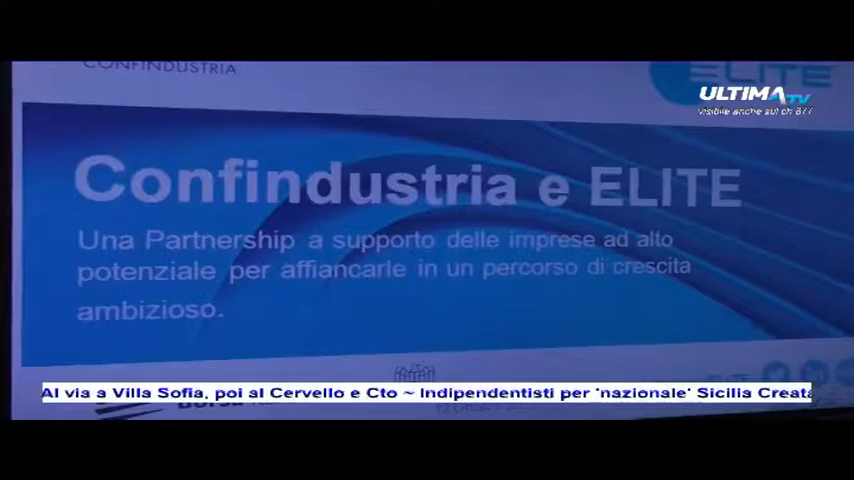 CONFINDUSTRIA
ELITE
ULTIMA TV
visibile anche sul ch 877
Confindustria e ELITE
Una Partnership a supporto delle imprese ad alto
potenziale per affiancarle in un percorso di crescita
ambizioso.
Al via a Villa Sofia, poi al Cervello e Cto ~ Indipendentisti per 'nazionale' Sicilia Creata